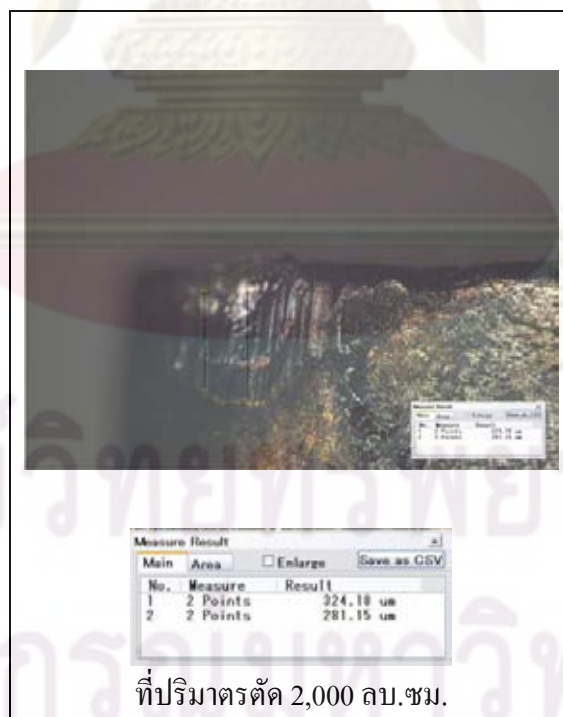 Measure Result
Main Area Enlarge Save as CSV
No. Measure Result
1 2 Points 324.18 um
2 2 Points 281.15 um
ที่ปริมาตรตัด 2,000 ลบ.ซม.